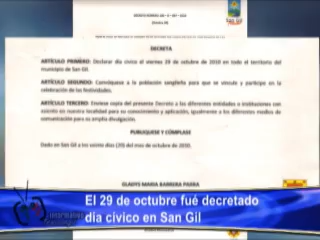 DECRETA
ARTÍCULO PRIMERO: Declarar día cívico el viernes 29 de octubre de 2010 en todo el territorio del
municipio de San Gil.
ARTÍCULO SEGUNDO: Convóquese a la población sangileña para que se vincule y participe en la
celebración de las festividades.
ARTÍCULO TERCERO: Envíese copia del presente Decreto a las diferentes entidades e instituciones con
asiento en nuestra localidad para su conocimiento y aplicación, igualmente a los diferentes medios de
comunicación para su amplia divulgación.
PUBLIQUESE Y CÚMPLASE
Dado en San Gil a los veinte días (20) del mes de octubre de 2010.
GLADYS MARIA BARRERA PARRA
El 29 de octubre fué decretado
dia civico en San Gil